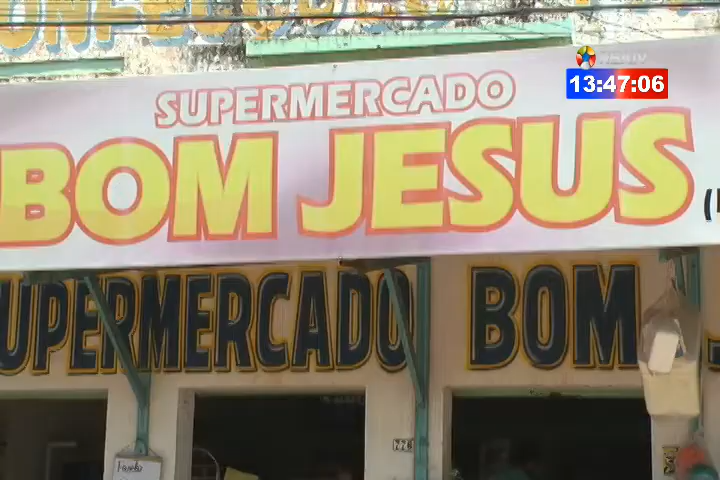 SUPERMERCADO
13:47:06
BOM JESUS
SUPERMERCADO BOM